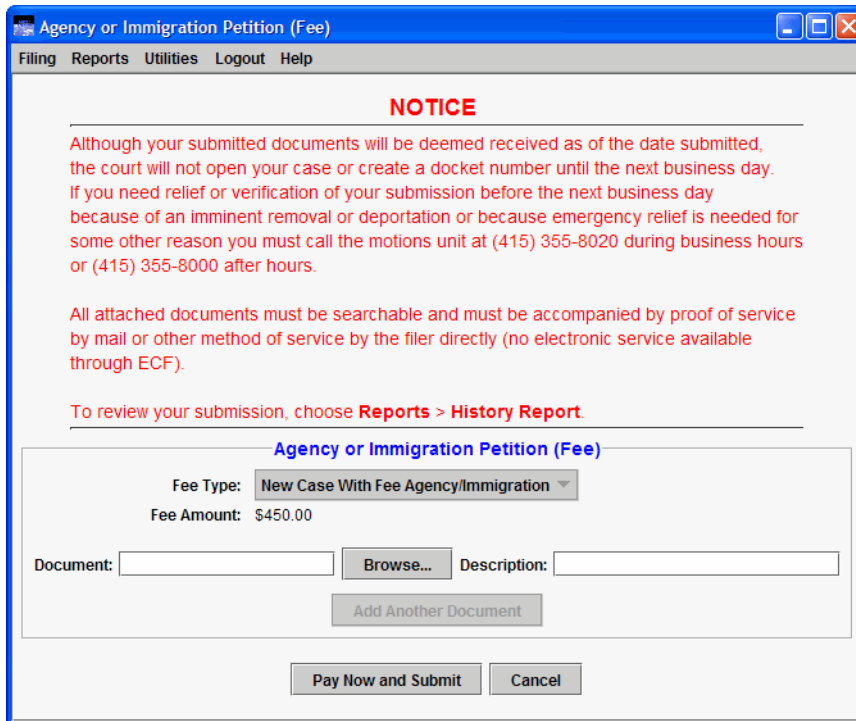 Agency or Immigration Petition (Fee)
Filing Reports Utilities Logout Help
NOTICE
Although your submitted documents will be deemed received as of the date submitted,
the court will not open your case or create a docket number until the next business day.
If you need relief or verification of your submission before the next business day
because of an imminent removal or deportation or because emergency relief is needed for
some other reason you must call the motions unit at (415) 355-8020 during business hours
or (415) 355-8000 after hours.
All attached documents must be searchable and must be accompanied by proof of service
by mail or other method of service by the filer directly (no electronic service available
through ECF).
To review your submission, choose Reports > History Report.
Agency or Immigration Petition (Fee)
Fee Type: New Case With Fee Agency/Immigration
Fee Amount: $450.00
Document: Browse... Description:
Add Another Document
Pay Now and Submit Cancel